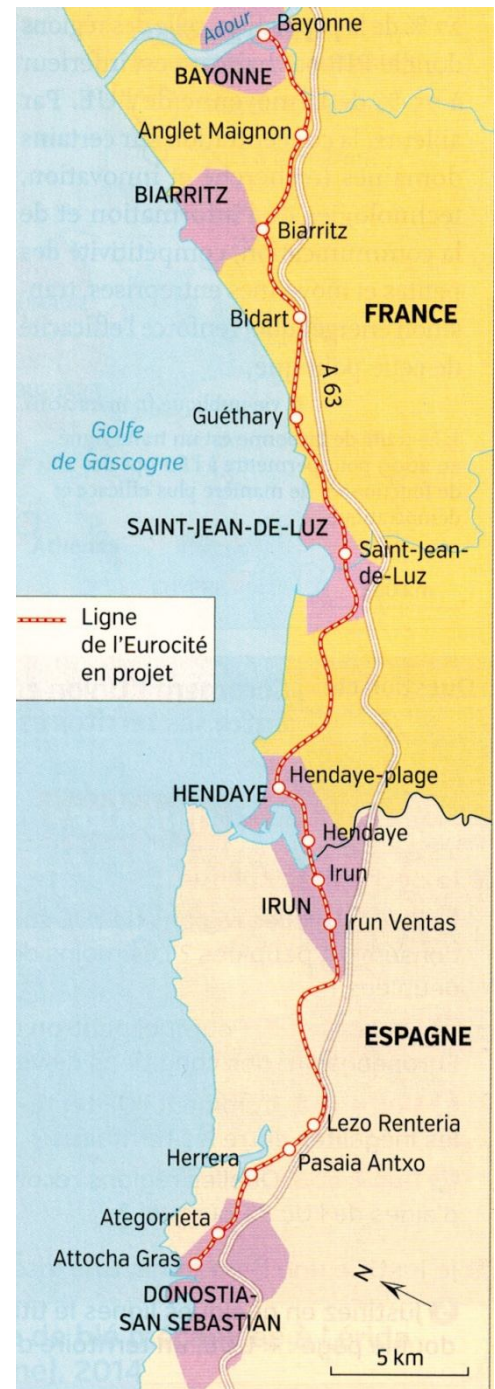 Adour
Bayonne
BAYONNE
Anglet Maignon
BIARRITZ
Biarritz
Bidart
FRANCE
A 63
Guéthary
Golfe
de Gascogne
SAINT-JEAN-DE-LUZ
Saint-Jean-
de-Luz
Ligne
de l'Eurocité
en projet
Hendaye-plage
HENDAYE
Hendaye
Irun
IRUN
Irun Ventas
ESPAGNE
Lezo Renteria
Herrera
Pasaia Antxo
Ategorrieta
Attocha Gras
DONOSTIA-
SAN SEBASTIAN
N
5 km